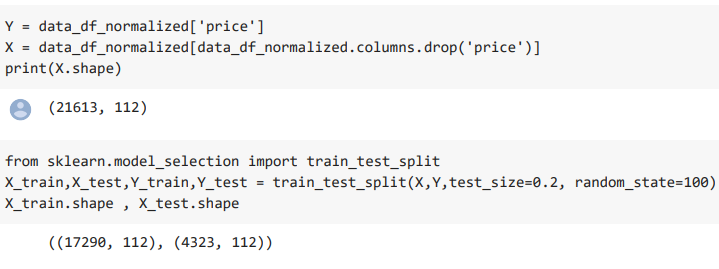 Y = data_df_normalized['price']
X = data_df_normalized[data_df_normalized.columns.drop('price')]
print(X.shape)
(21613, 112)
from sklearn.model_selection import train_test_split
X_train,X_test,Y_train,Y_test = train_test_split(X,Y,test_size=0.2, random_state=100)
X_train.shape , X_test.shape
((17290, 112), (4323, 112))